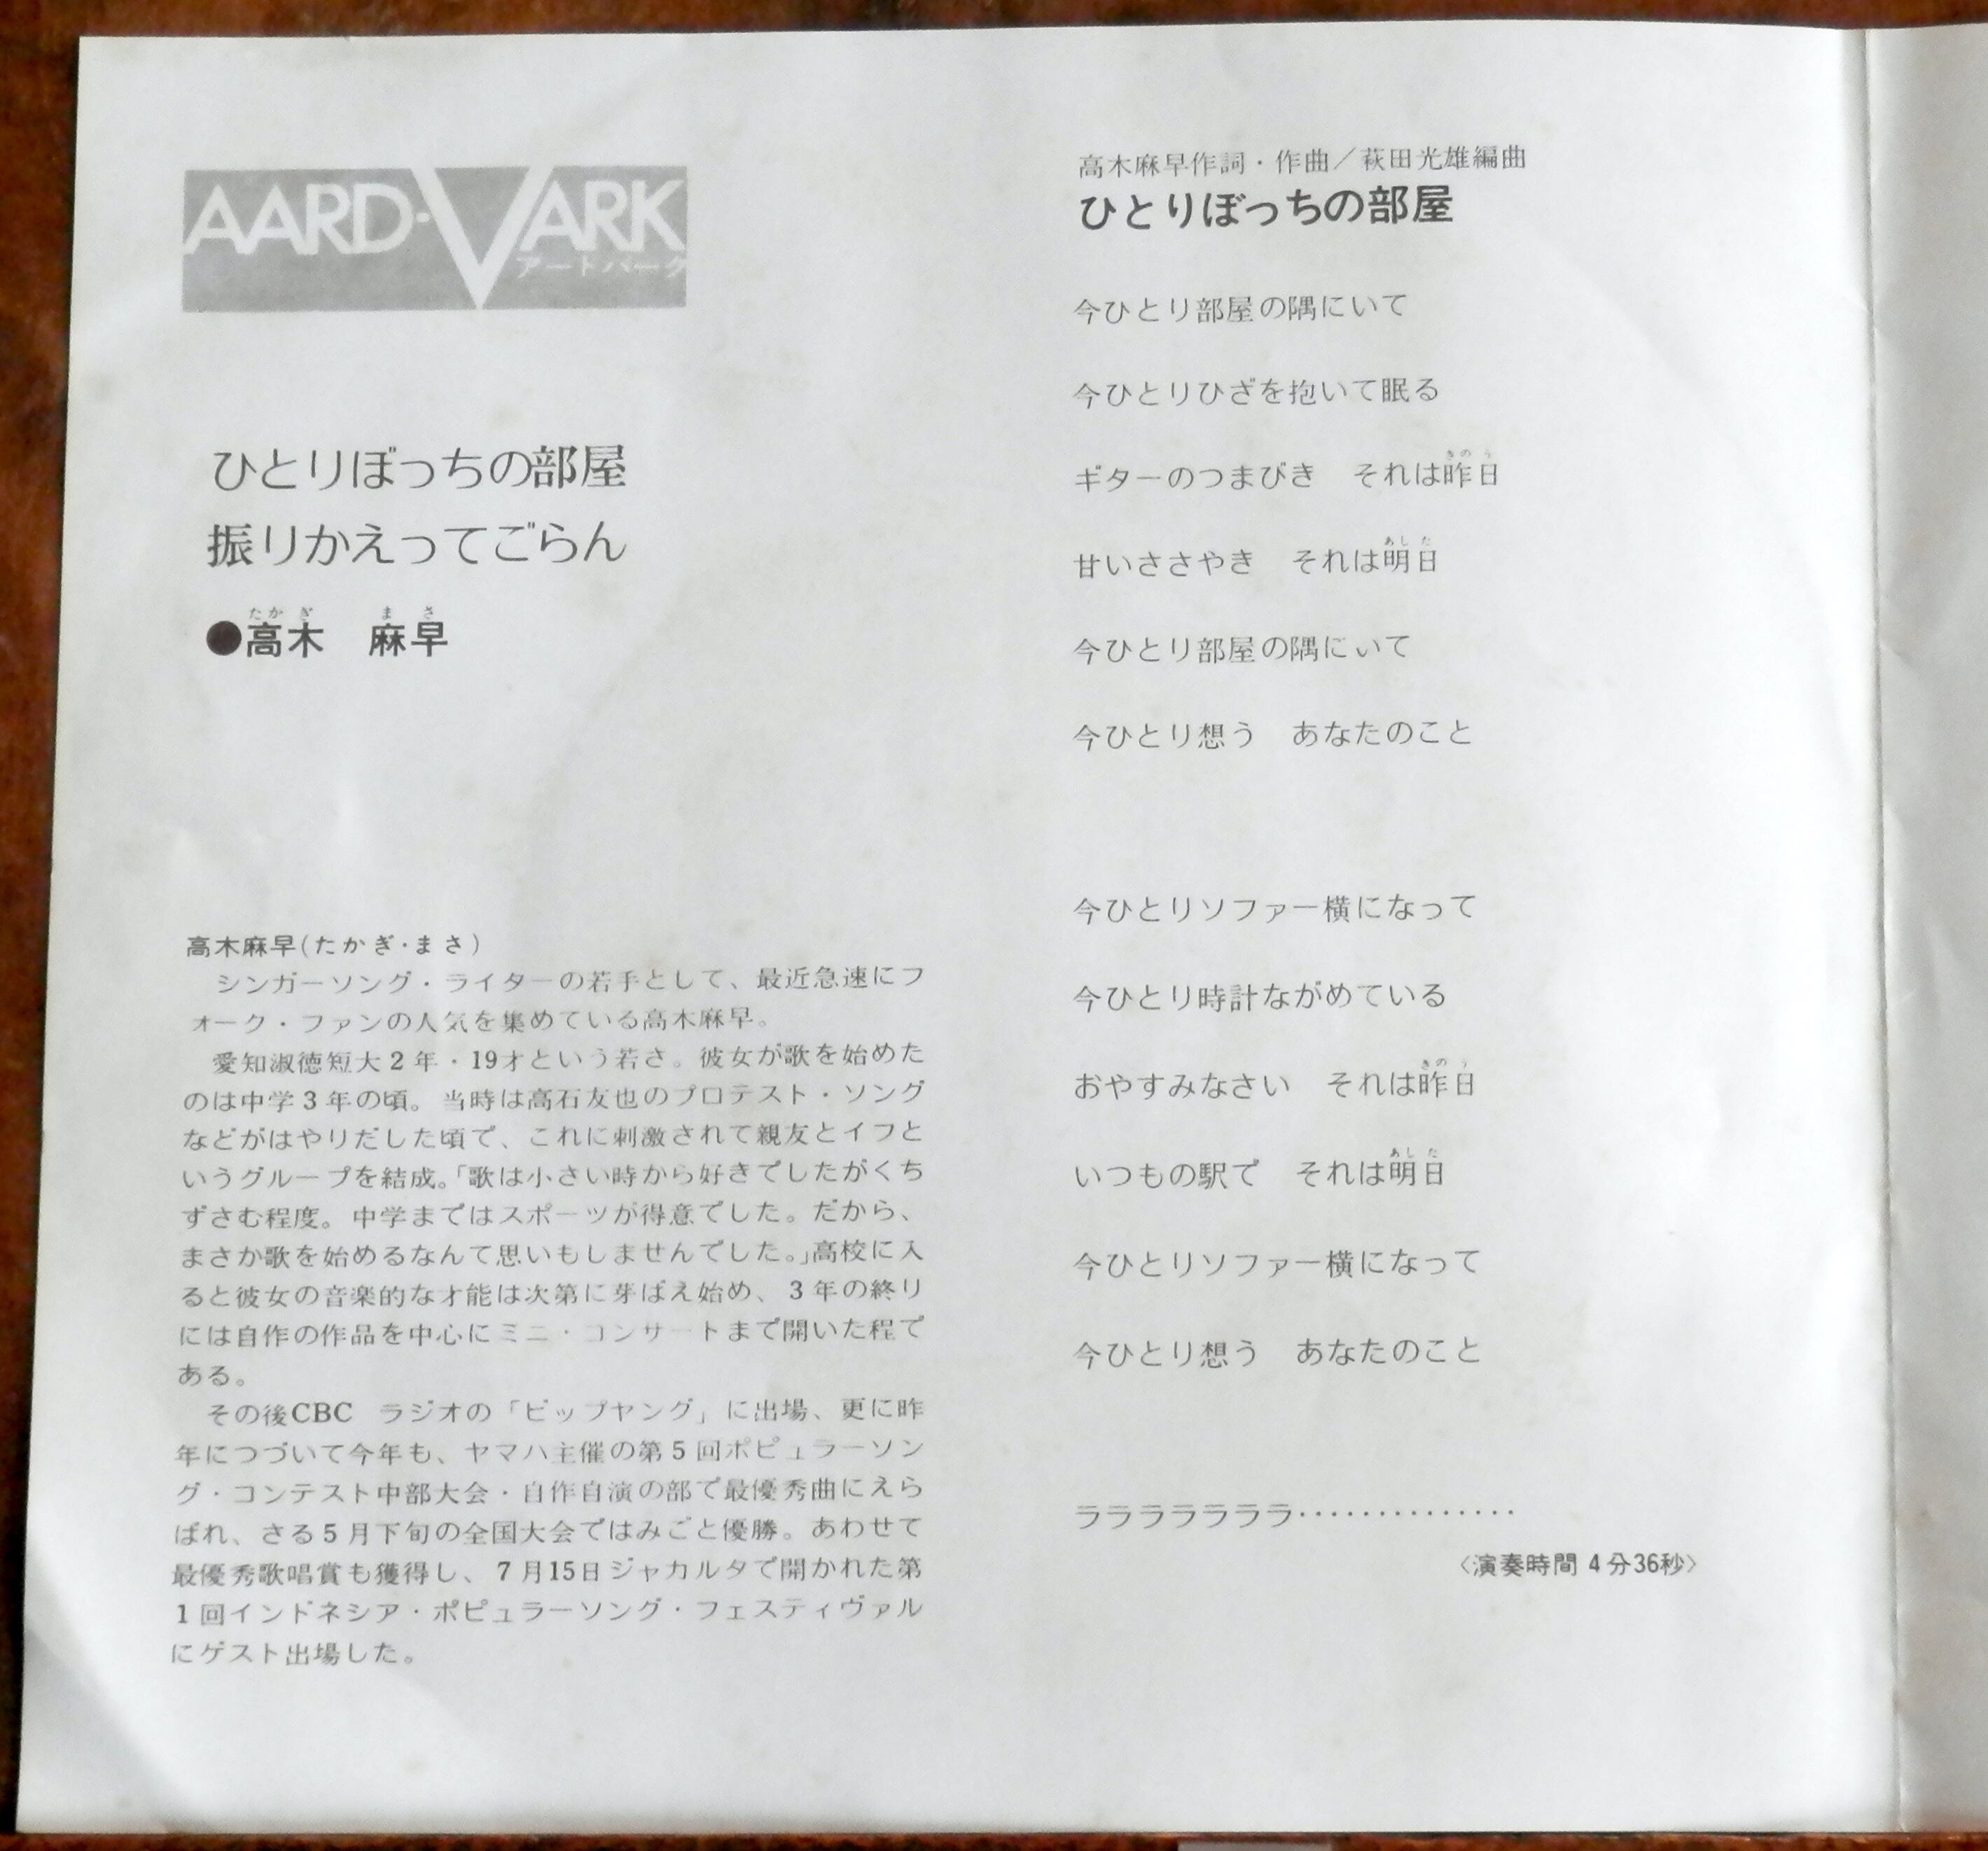 AARD-VARK
アードバーク
ひとりぼっちの部屋
振りかえってごらん
たかぎ まさ
●高木 麻早
高木麻早(たかぎ・まさ)
シンガーソング・ライターの若手として、最近急速にフ
ォーク・ファンの人気を集めている高木麻早。
愛知淑徳短大2年・19才という若さ。彼女が歌を始めた
のは中学3年の頃。当時は高石友也のプロテスト・ソング
などがはやりだした頃で、これに刺激されて親友とイフと
いうグループを結成。「歌は小さい時から好きでしたがくち
ずさむ程度。中学まではスポーツが得意でした。だから、
まさか歌を始めるなんて思いもしませんでした。」高校に入
ると彼女の音楽的な才能は次第に芽ばえ始め、3年の終り
には自作の作品を中心にミニ・コンサートまで開いた程で
ある。
その後CBC ラジオの「ビップヤング」に出場、更に昨
年につづいて今年も、ヤマハ主催の第5回ポピュラーソン
グ・コンテスト中部大会・自作自演の部で最優秀曲にえら
ばれ、さる5月下旬の全国大会ではみごと優勝。あわせて
最優秀歌唱賞も獲得し、7月15日ジャカルタで開かれた第
1回インドネシア・ポピュラーソング・フェスティヴァル
にゲスト出場した。
高木麻早作詞・作曲／萩田光雄編曲
ひとりぼっちの部屋
今ひとり部屋の隅にいて
今ひとりひざを抱いて眠る
きのう
ギターのつまびき それは昨日
あした
甘いささやき それは明日
今ひとり部屋の隅にいて
今ひとり想う あなたのこと
今ひとりソファー横になって
今ひとり時計ながめている
きのう
おやすみなさい それは昨日
あした
いつもの駅で それは明日
今ひとりソファー横になって
今ひとり想う あなたのこと
ラララララララ……………
〈演奏時間 4分36秒〉